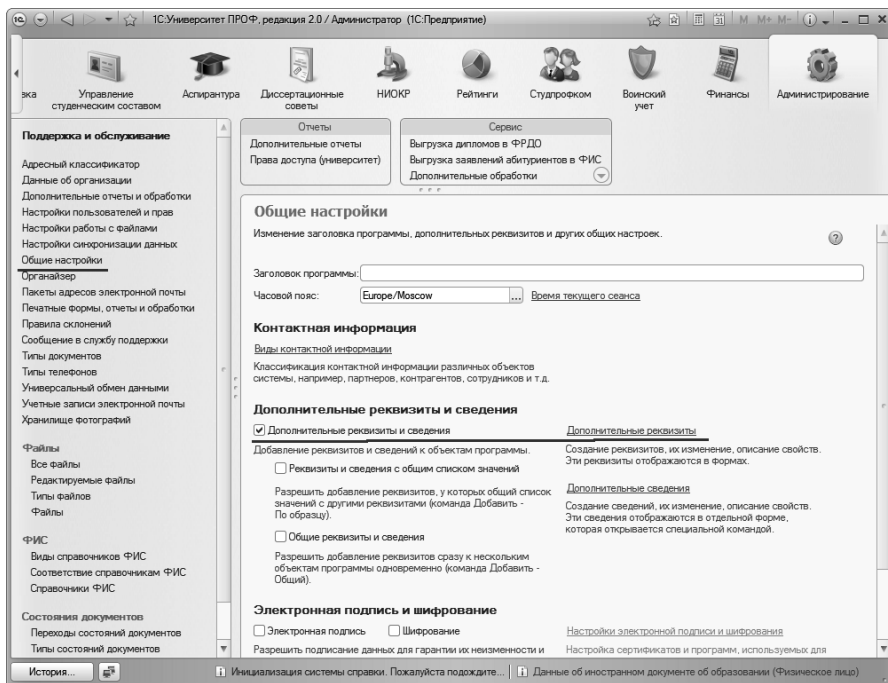 1С:Университет ПРОФ, редакция 2.0 / Администратор (1С:Предприятие)
M M+ M-
вка
Управление студенческим составом
Аспирантура
Диссертационные советы
НИОКР
Рейтинги
Студпрофком
Воинский учет
Финансы
Администрирование
Поддержка и обслуживание
Адресный классификатор
Данные об организации
Дополнительные отчеты и обработки
Настройки пользователей и прав
Настройки работы с файлами
Настройки синхронизации данных
Общие настройки
Органайзер
Пакеты адресов электронной почты
Печатные формы, отчеты и обработки
Правила склонений
Сообщение в службу поддержки
Типы документов
Типы телефонов
Универсальный обмен данными
Учетные записи электронной почты
Хранилище фотографий
Файлы
Все файлы
Редактируемые файлы
Типы файлов
Файлы
ФИС
Виды справочников ФИС
Соответствие справочникам ФИС
Справочники ФИС
Состояния документов
Переходы состояний документов
Типы состояний документов
Отчеты
Дополнительные отчеты
Права доступа (университет)
Сервис
Выгрузка дипломов в ФРДО
Выгрузка заявлений абитуриентов в ФИС
Дополнительные обработки
Общие настройки
Изменение заголовка программы, дополнительных реквизитов и других общих настроек.
Заголовок программы:
Часовой пояс: Europe/Moscow ... Время текущего сеанса
Контактная информация
Виды контактной информации
Классификация контактной информации различных объектов
системы, например, партнеров, контрагентов, сотрудников и т.д.
Дополнительные реквизиты и сведения
Дополнительные реквизиты и сведения
Добавление реквизитов и сведений к объектам программы.
Реквизиты и сведения с общим списком значений
Разрешить добавление реквизитов, у которых общий список
значений с другими реквизитами (команда Добавить -
По образцу).
Общие реквизиты и сведения
Разрешить добавление реквизитов сразу к нескольким
объектам программы одновременно (команда Добавить -
Общий).
Дополнительные реквизиты
Создание реквизитов, их изменение, описание свойств.
Эти реквизиты отображаются в формах.
Дополнительные сведения
Создание сведений, их изменение, описание свойств.
Эти сведения отображаются в отдельной форме,
которая открывается специальной командой.
Электронная подпись и шифрование
Электронная подпись Шифрование
Разрешить подписание данных для гарантии их неизменности и
Настройки электронной подписи и шифрования
Настройка сертификатов и программ, используемых для
История...
Инициализация системы справки. Пожалуйста подождите...
Данные об иностранном документе об образовании (Физическое лицо)